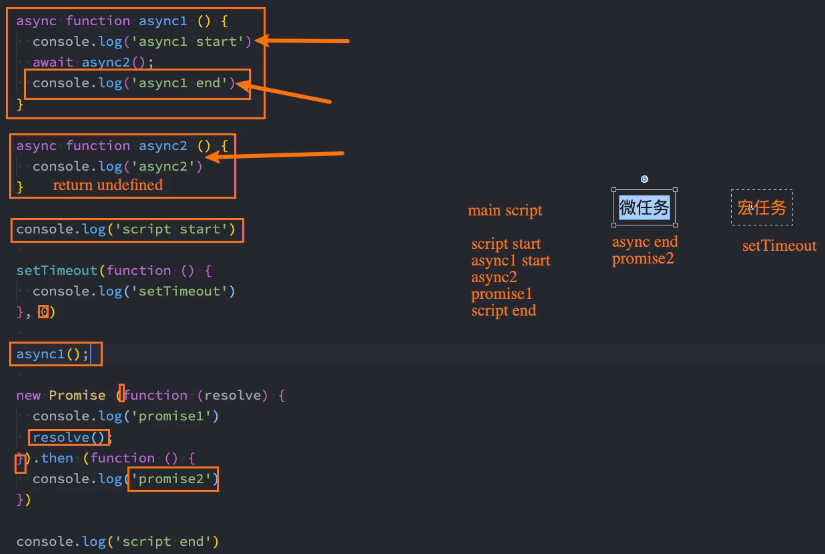 async function async1 () {
console.log('async1 start')
await async2();
console.log('async1 end')
}
async function async2 () {
console.log('async2')
return undefined
}
console.log('script start')
setTimeout(function () {
console.log('setTimeout')
}, 0)
async1();
new Promise (function (resolve) {
console.log('promise1')
resolve();
}).then (function () {
console.log('promise2')
})
console.log('script end')
main script
script start
async1 start
async2
promise1
script end
微任务
async end
promise2
宏任务
setTimeout